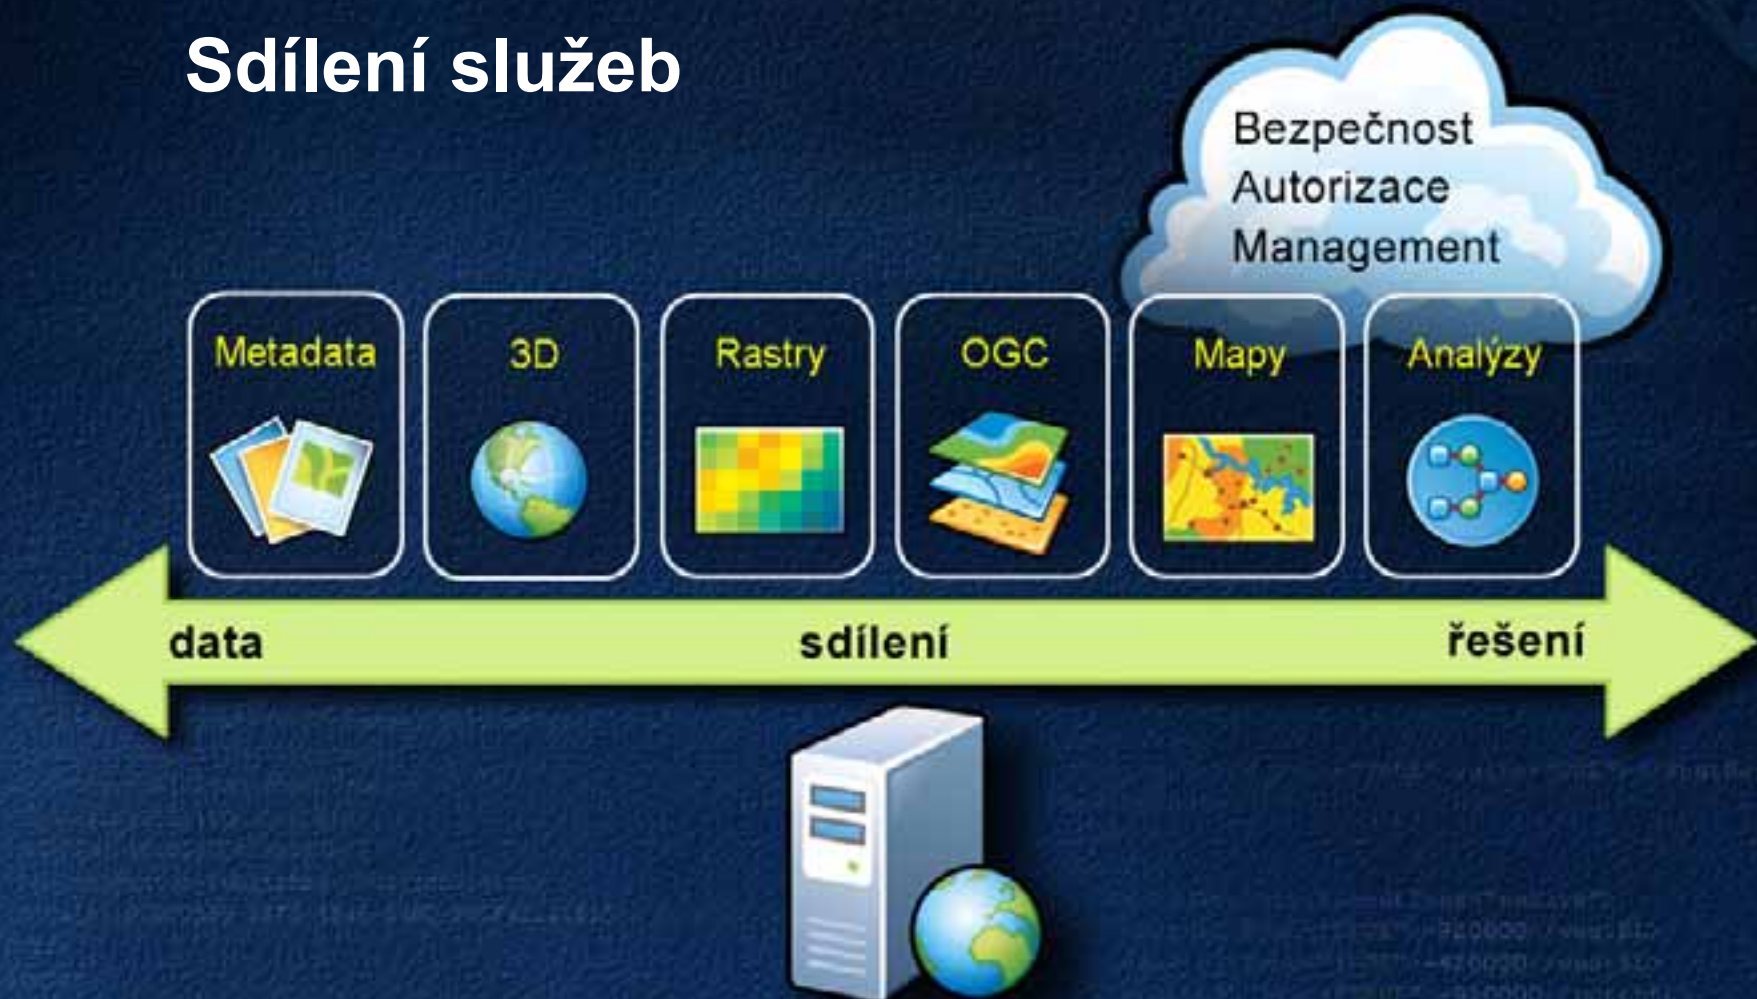 Sdílení služeb
Bezpečnost
Autorizace
Management
Metadata
3D
Rastry
OGC
Mapy
Analýzy
data
sdílení
řešení